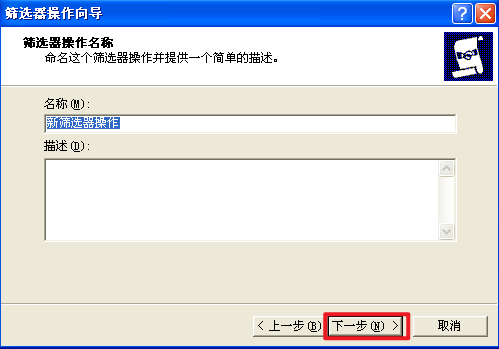 筛选器操作向导
筛选器操作名称
命名这个筛选器操作并提供一个简单的描述。
名称(M):
新筛选器操作
描述(D):
< 上一步(B) 下一步(N) > 取消